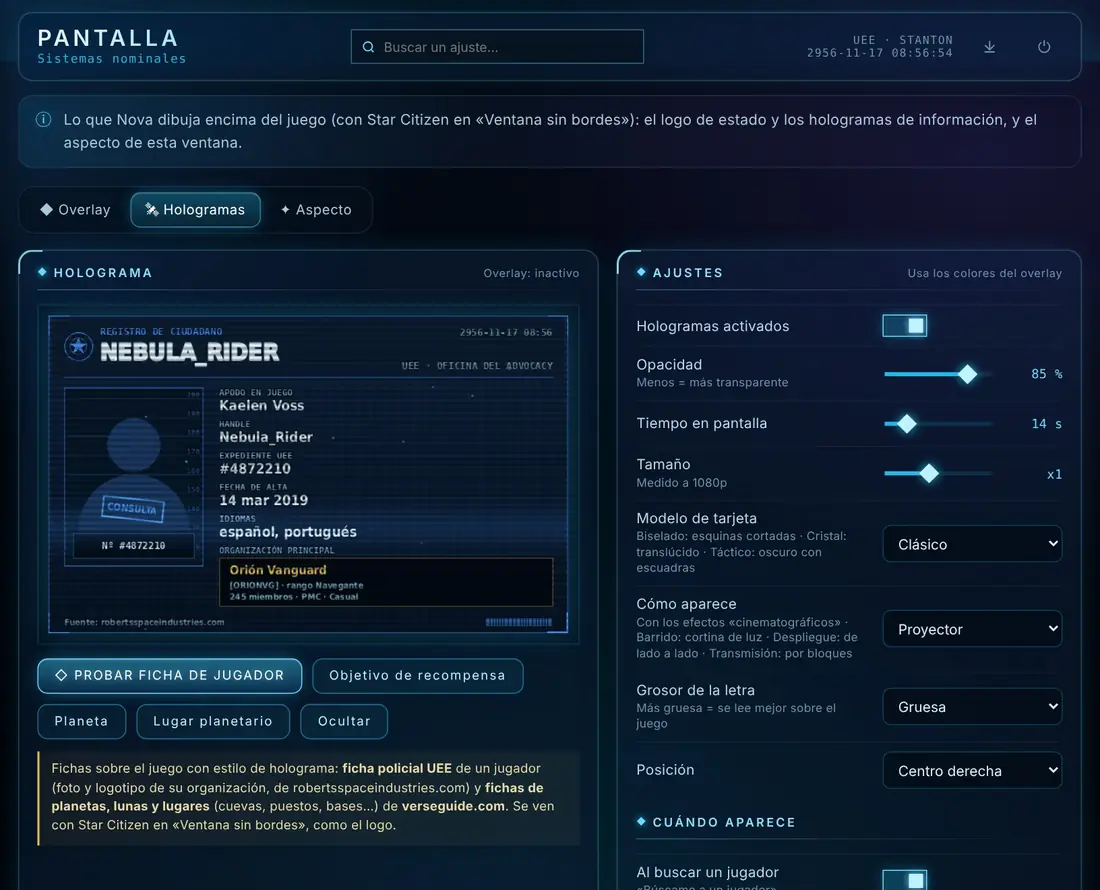 PANTALLA
Sistemas nominales
Buscar un ajuste...
UEE · STANTON
2956-11-17 08:56:54
Lo que Nova dibuja encima del juego (con Star Citizen en «Ventana sin bordes»): el logo de estado y los hologramas de información, y el
aspecto de esta ventana.
Overlay
Hologramas
Aspecto
HOLOGRAMA
Overlay: inactivo
REGISTRO DE CIUDADANO
NEBULA_RIDER
2956-11-17 08:56
UEE · OFICINA DEL ADVOCACY
APODO EN JUEGO
Kaelen Voss
HANDLE
Nebula_Rider
EXPEDIENTE UEE
#4872210
FECHA DE ALTA
14 mar 2019
IDIOMAS
español, portugués
ORGANIZACIÓN PRINCIPAL
Orión Vanguard
[ORIONVG] · rango Navegante
245 miembros · PMC · Casual
CONSULTA
Nº #4872210
Fuente: robertsspaceindustries.com
PROBAR FICHA DE JUGADOR
Objetivo de recompensa
Planeta
Lugar planetario
Ocultar
Fichas sobre el juego con estilo de holograma: ficha policial UEE de un jugador
(foto y logotipo de su organización, de robertsspaceindustries.com) y fichas de
planetas, lunas y lugares (cuevas, puestos, bases...) de verseguide.com. Se ven
con Star Citizen en «Ventana sin bordes», como el logo.
AJUSTES
Usa los colores del overlay
Hologramas activados
Opacidad
Menos = más transparente
85 %
Tiempo en pantalla
14 s
Tamaño
Medido a 1080p
x1
Modelo de tarjeta
Biselado: esquinas cortadas · Cristal:
translúcido · Táctico: oscuro con
escuadras
Clásico
Cómo aparece
Con los efectos «cinematográficos» ·
Barrido: cortina de luz · Despliegue: de
lado a lado · Transmisión: por bloques
Proyector
Grosor de la letra
Más gruesa = se lee mejor sobre el
juego
Gruesa
Posición
Centro derecha
CUÁNDO APARECE
Al buscar un jugador
«Búscame a un jugador»